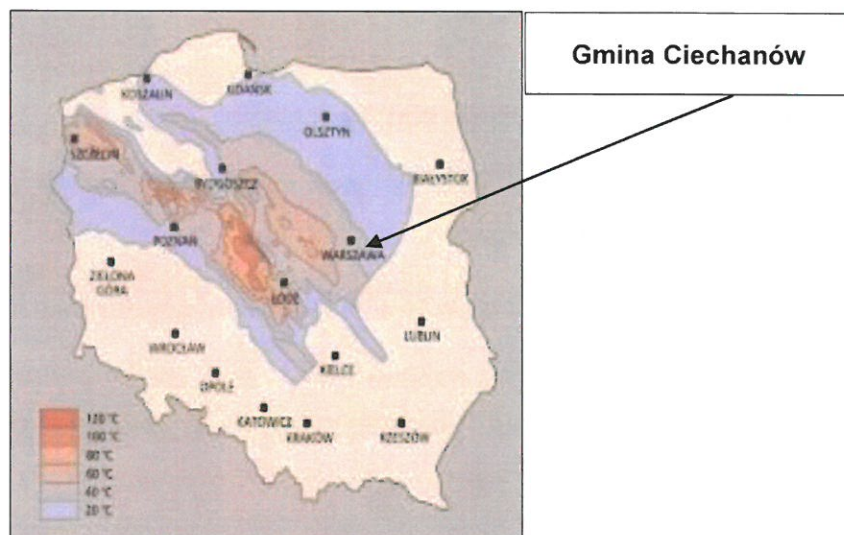 Gmina Ciechanów
KOSZALIN
GDAŃSK
OLSZTYN
SZCZECIN
BYDGOSZCZ
BIAŁYSTOK
POZNAŃ
WARSZAWA
ZIELONA
GÓRA
ŁÓDŹ
WROCŁAW
LUBLIN
KIELCE
OPOLE
KATOWICE
KRAKÓW
RZESZÓW
120 °C
100 °C
80 °C
60 °C
40 °C
20 °C